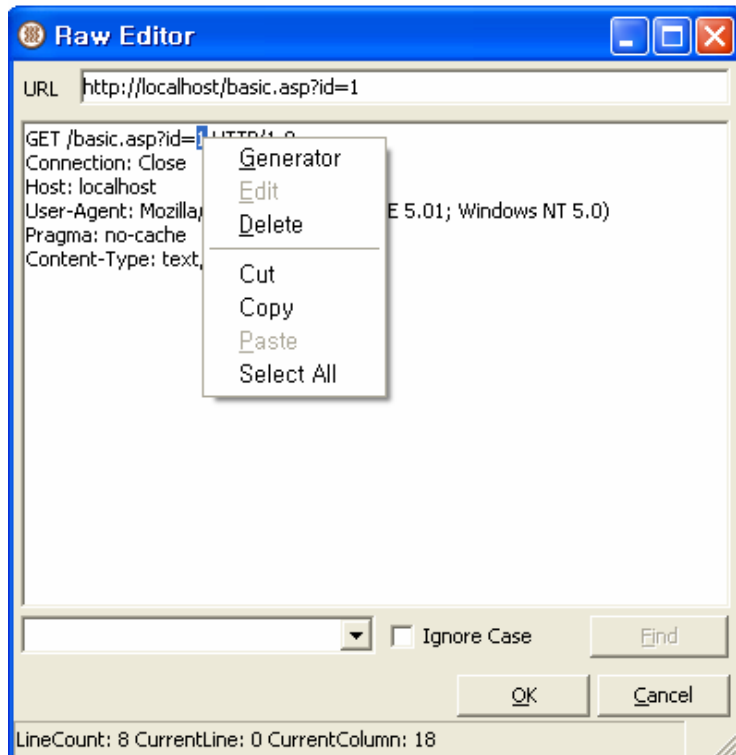 Raw Editor
URL http://localhost/basic.asp?id=1
GET /basic.asp?id=1
Connection: Close
Host: localhost
User-Agent: Mozilla/ E 5.01; Windows NT 5.0)
Pragma: no-cache
Content-Type: text,
Generator
Edit
Delete
Cut
Copy
Paste
Select All
Ignore Case Find
OK Cancel
LineCount: 8 CurrentLine: 0 CurrentColumn: 18